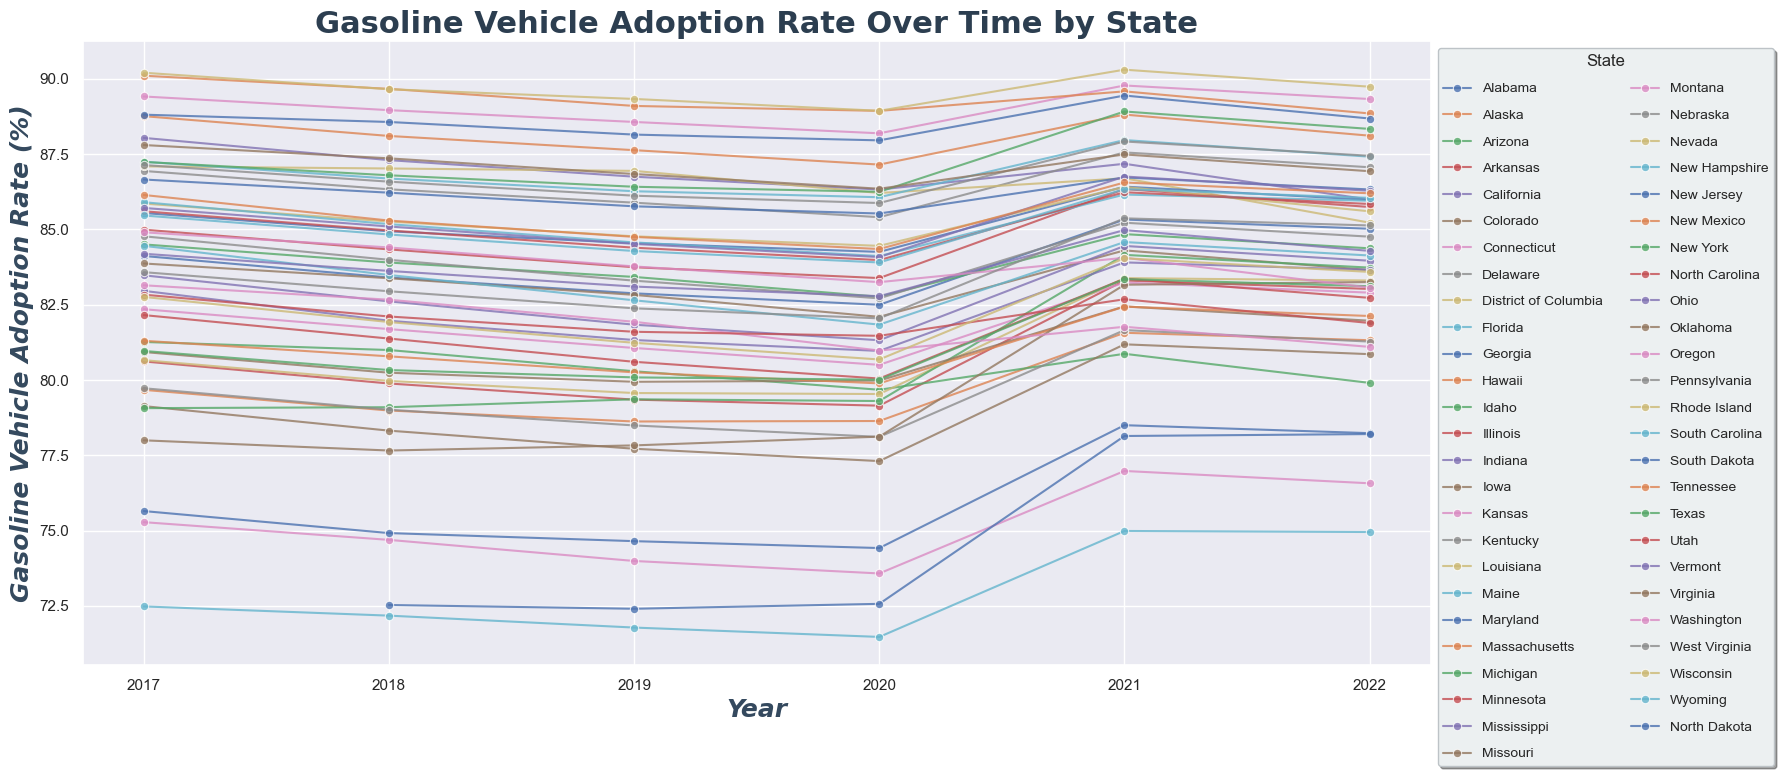 Gasoline Vehicle Adoption Rate Over Time by State
Gasoline Vehicle Adoption Rate (%)
90.0
87.5
85.0
82.5
80.0
77.5
75.0
72.5
2017
2018
2019
2020
2021
2022
Year
State
Alabama
Alaska
Arizona
Arkansas
California
Colorado
Connecticut
Delaware
District of Columbia
Florida
Georgia
Hawaii
Idaho
Illinois
Indiana
Iowa
Kansas
Kentucky
Louisiana
Maine
Maryland
Massachusetts
Michigan
Minnesota
Mississippi
Missouri
Montana
Nebraska
Nevada
New Hampshire
New Jersey
New Mexico
New York
North Carolina
Ohio
Oklahoma
Oregon
Pennsylvania
Rhode Island
South Carolina
South Dakota
Tennessee
Texas
Utah
Vermont
Virginia
Washington
West Virginia
Wisconsin
Wyoming
North Dakota